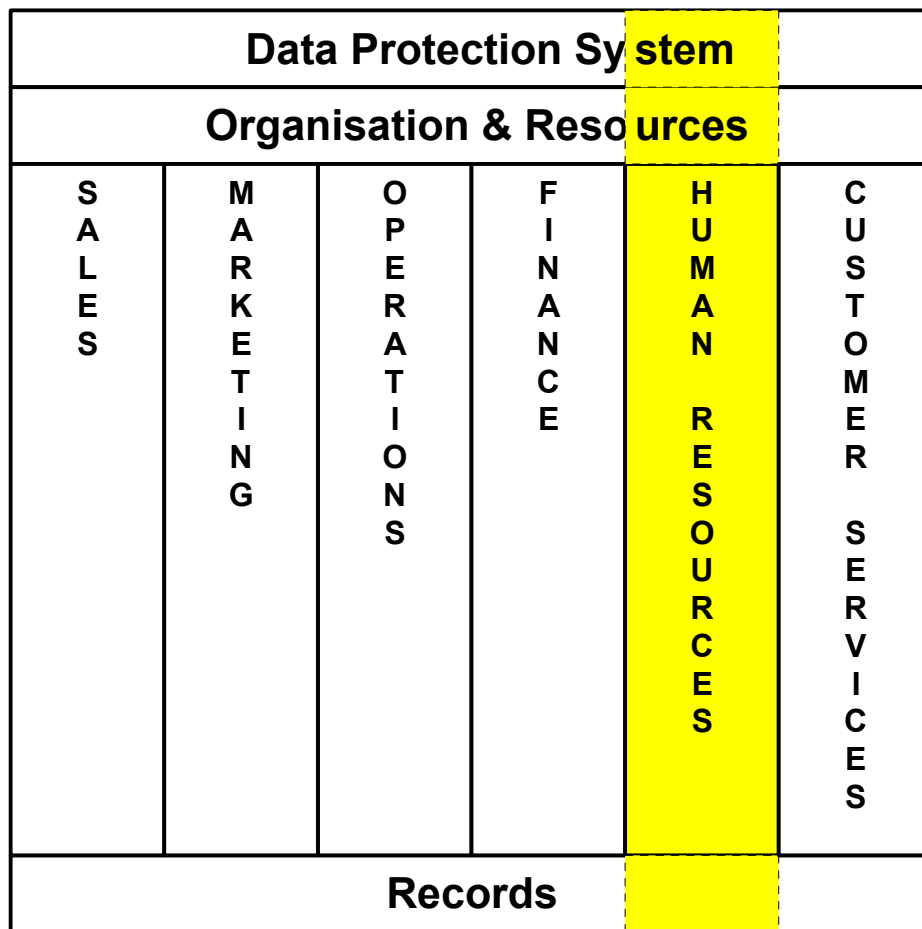 Data Protection System
Organisation & Resources
SALES
MARKETING
OPERATIONS
FINANCE
HUMAN RESOURCES
CUSTOMER SERVICES
Records